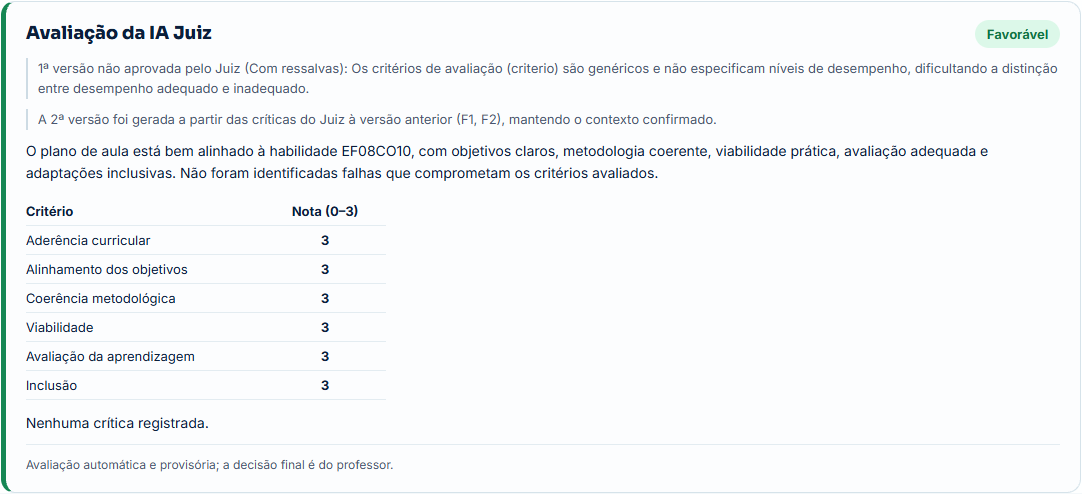 Avaliação da IA Juiz
Favorável
1ª versão não aprovada pelo Juiz (Com ressalvas): Os critérios de avaliação (criterio) são genéricos e não especificam níveis de desempenho, dificultando a distinção
entre desempenho adequado e inadequado.
A 2ª versão foi gerada a partir das críticas do Juiz à versão anterior (F1, F2), mantendo o contexto confirmado.
O plano de aula está bem alinhado à habilidade EF08CO10, com objetivos claros, metodologia coerente, viabilidade prática, avaliação adequada e
adaptações inclusivas. Não foram identificadas falhas que comprometam os critérios avaliados.
Critério Nota (0–3)
Aderência curricular 3
Alinhamento dos objetivos 3
Coerência metodológica 3
Viabilidade 3
Avaliação da aprendizagem 3
Inclusão 3
Nenhuma crítica registrada.
Avaliação automática e provisória; a decisão final é do professor.